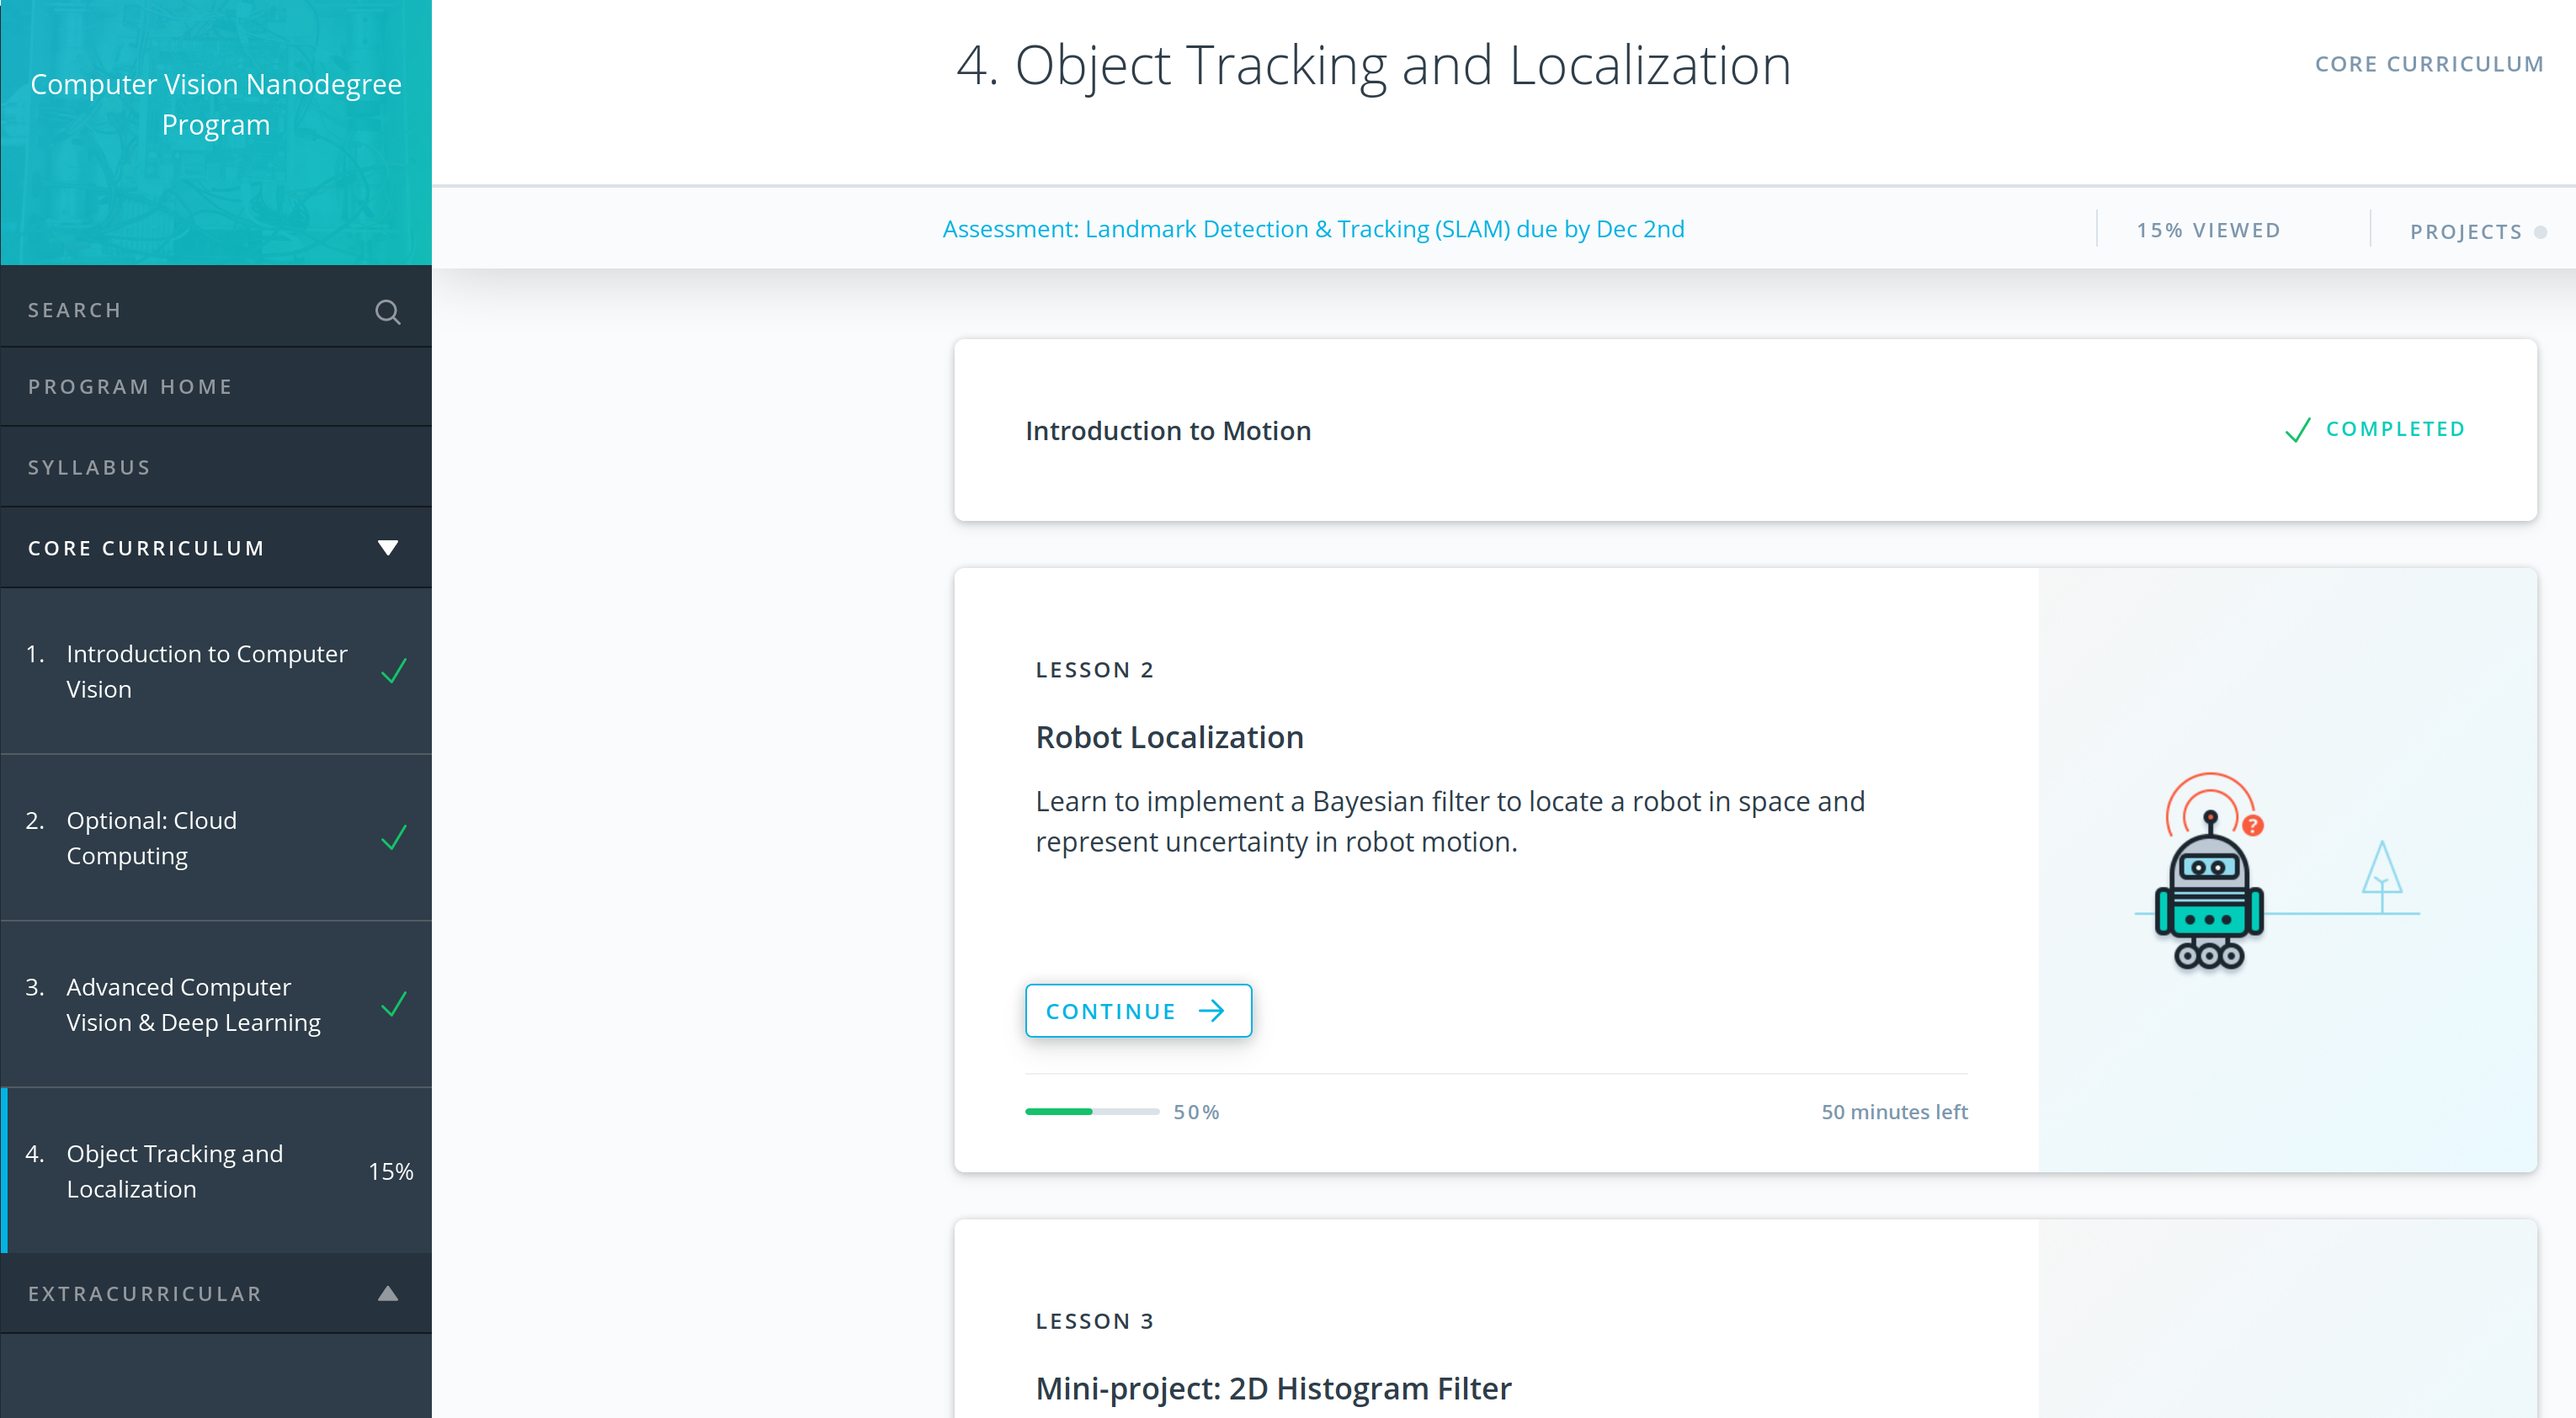 Computer Vision Nanodegree
Program
SEARCH
PROGRAM HOME
SYLLABUS
CORE CURRICULUM
1. Introduction to Computer
Vision
2. Optional: Cloud
Computing
3. Advanced Computer
Vision & Deep Learning
4. Object Tracking and
Localization
15%
EXTRACURRICULAR
4. Object Tracking and Localization
CORE CURRICULUM
Assessment: Landmark Detection & Tracking (SLAM) due by Dec 2nd
15% VIEWED
PROJECTS
Introduction to Motion
COMPLETED
LESSON 2
Robot Localization
Learn to implement a Bayesian filter to locate a robot in space and
represent uncertainty in robot motion.
?
CONTINUE
50%
50 minutes left
LESSON 3
Mini-project: 2D Histogram Filter